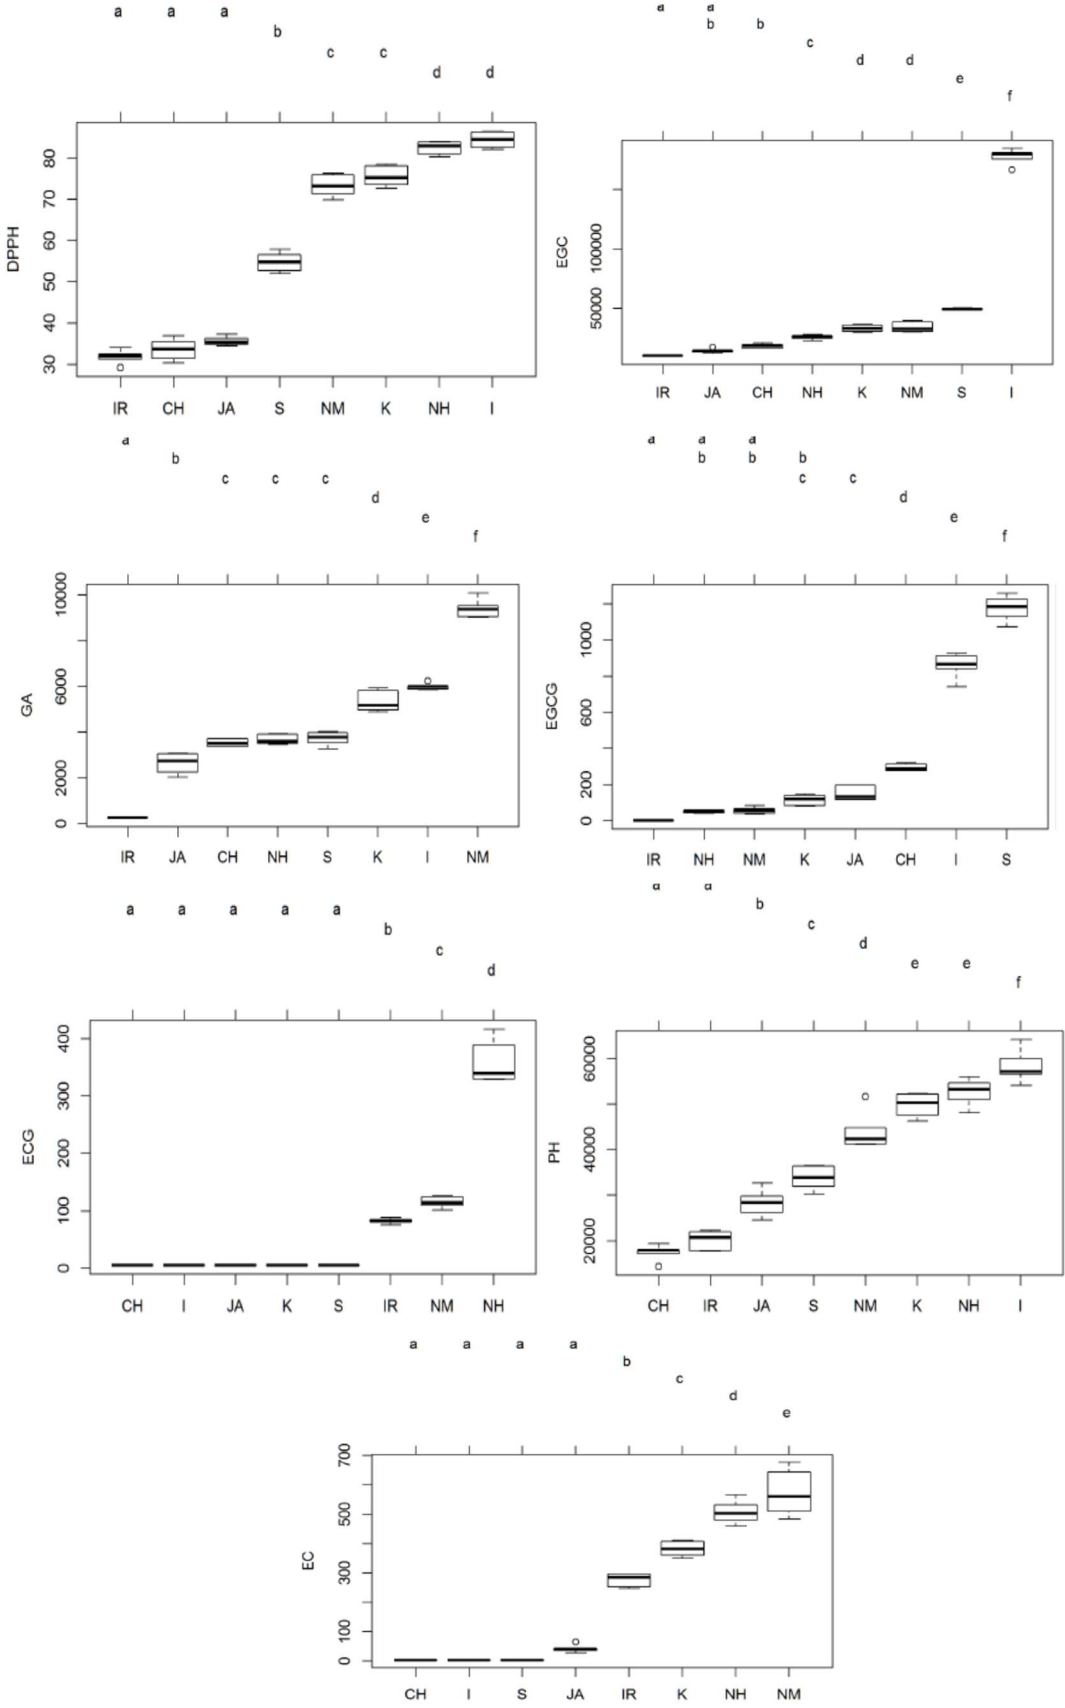 a a a
b
c c
d d
DPPH
80
70
60
50
40
30
IR CH JA S NM K NH I
a a
b b
c
d d
e
f
EGC
100000
50000
IR JA CH NH K NM S I
a
b
c c c
d
e
f
GA
10000
6000
2000
0
IR JA CH NH S K I NM
a a a
b b b
c c
d
e
f
EGCG
1000
600
200
0
IR NH NM K JA CH I S
a a a a a
b
c
d
ECG
400
300
200
100
0
CH I JA K S IR NM NH
a a
b
c
d
e e
f
PH
60000
40000
20000
CH IR JA S NM K NH I
a a a a
b
c
d
e
EC
700
500
300
100
0
CH I S JA IR K NH NM